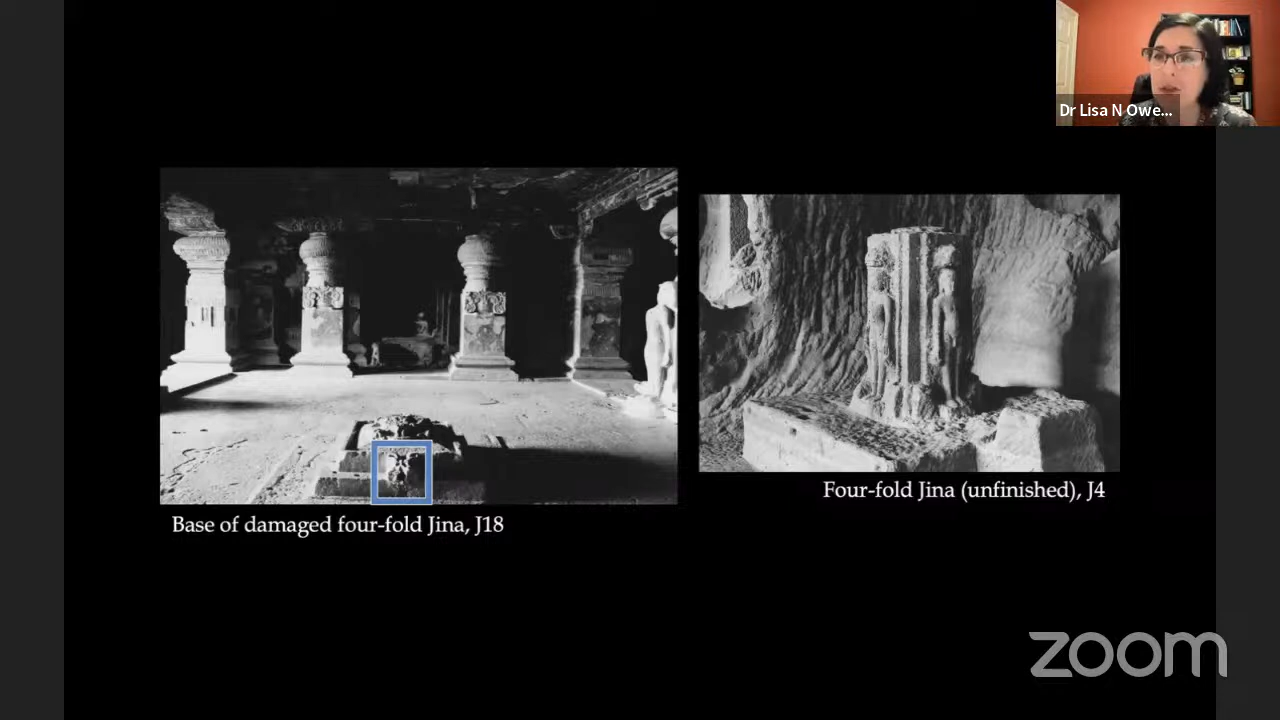 Dr Lisa N Owe...
Four-fold Jina (unfinished), J4
Base of damaged four-fold Jina, J18
zoom